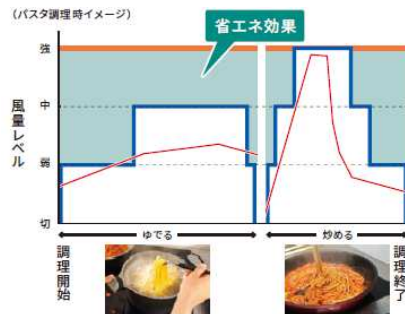 (パスタ調理時イメージ)
省エネ効果
強
中
弱
切
風量レベル
ゆでる
炒める
調理開始
調理終了